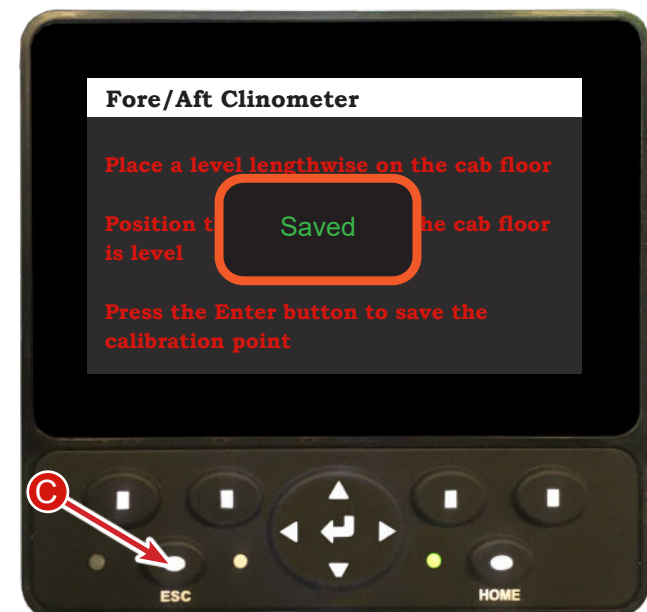 Fore/Aft Clinometer
Place a level lengthwise on the cab floor
Position t
Saved
he cab floor
is level
Press the Enter button to save the
calibration point
C
ESC
HOME